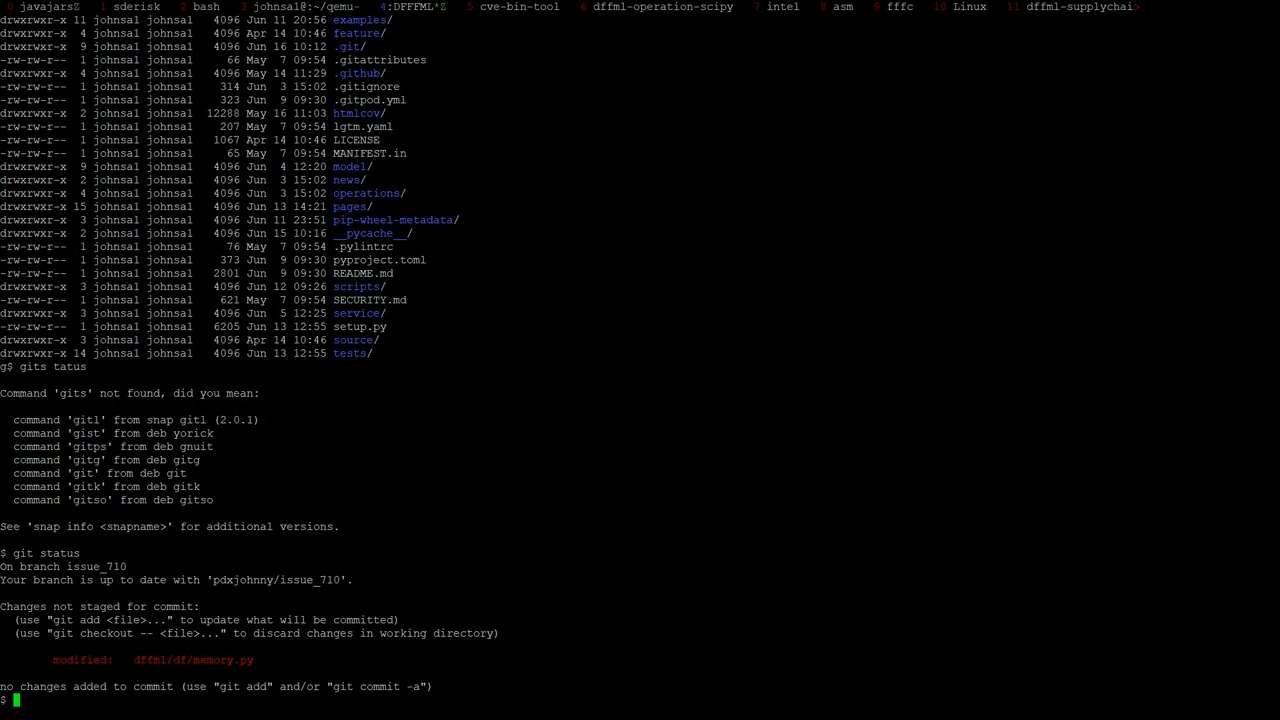 0 javajarsZ  1 sderisk  2 bash  3 johnsal@:~/qemu-  4:DFFML*Z  5 cve-bin-tool  6 dffml-operation-scipy  7 intel  8 asm  9 fffc  10 Linux  11 dffml-supplychai>
drwxrwxr-x 11 johnsal johnsal  4096 Jun 11 20:56 examples/
drwxrwxr-x  4 johnsal johnsal  4096 Apr 14 10:46 feature/
drwxrwxr-x  9 johnsal johnsal  4096 Jun 16 10:12 .git/
-rw-rw-r--  1 johnsal johnsal    66 May  7 09:54 .gitattributes
drwxrwxr-x  4 johnsal johnsal  4096 May 14 11:29 .github/
-rw-rw-r--  1 johnsal johnsal   314 Jun  3 15:02 .gitignore
-rw-rw-r--  1 johnsal johnsal   323 Jun  9 09:30 .gitpod.yml
drwxrwxr-x  2 johnsal johnsal 12288 May 16 11:03 htmlcov/
-rw-rw-r--  1 johnsal johnsal   207 May  7 09:54 lgtm.yaml
-rw-rw-r--  1 johnsal johnsal  1067 Apr 14 10:46 LICENSE
-rw-rw-r--  1 johnsal johnsal    65 May  7 09:54 MANIFEST.in
drwxrwxr-x  9 johnsal johnsal  4096 Jun  4 12:20 model/
drwxrwxr-x  2 johnsal johnsal  4096 Jun  3 15:02 news/
drwxrwxr-x  4 johnsal johnsal  4096 Jun  3 15:02 operations/
drwxrwxr-x 15 johnsal johnsal  4096 Jun 13 14:21 pages/
drwxrwxr-x  3 johnsal johnsal  4096 Jun 11 23:51 pip-wheel-metadata/
drwxrwxr-x  2 johnsal johnsal  4096 Jun 15 10:16 __pycache__/
-rw-rw-r--  1 johnsal johnsal    76 May  7 09:54 .pylintrc
-rw-rw-r--  1 johnsal johnsal   373 Jun  9 09:30 pyproject.toml
-rw-rw-r--  1 johnsal johnsal  2801 Jun  9 09:30 README.md
drwxrwxr-x  3 johnsal johnsal  4096 Jun 12 09:26 scripts/
-rw-rw-r--  1 johnsal johnsal   621 May  7 09:54 SECURITY.md
drwxrwxr-x  3 johnsal johnsal  4096 Jun  5 12:25 service/
-rw-rw-r--  1 johnsal johnsal  6205 Jun 13 12:55 setup.py
drwxrwxr-x  3 johnsal johnsal  4096 Apr 14 10:46 source/
drwxrwxr-x 14 johnsal johnsal  4096 Jun 13 12:55 tests/
g$ gits tatus
Command 'gits' not found, did you mean:
command 'gitl' from snap gitl (2.0.1)
command 'gist' from deb yorick
command 'gitps' from deb gnuit
command 'gitg' from deb gitg
command 'git' from deb git
command 'gitk' from deb gitk
command 'gitso' from deb gitso
See 'snap info <snapname>' for additional versions.
$ git status
On branch issue_710
Your branch is up to date with 'pdxjohnny/issue_710'.
Changes not staged for commit:
(use "git add <file>..." to update what will be committed)
(use "git checkout -- <file>..." to discard changes in working directory)
modified:   dffml/df/memory.py
no changes added to commit (use "git add" and/or "git commit -a")
$